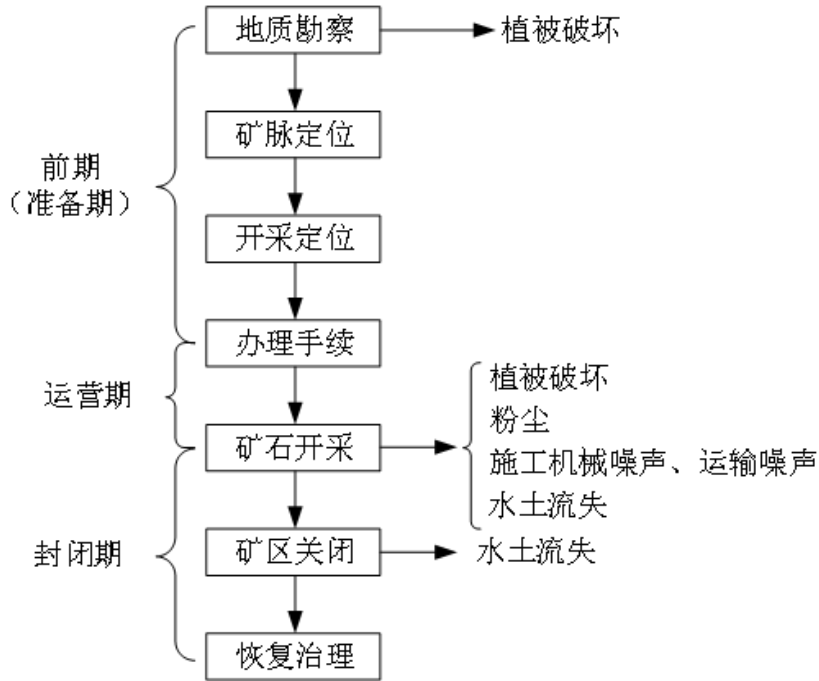 地质勘察
植被破坏
矿脉定位
前期
（准备期）
开采定位
办理手续
运营期
植被破坏
粉尘
矿石开采
施工机械噪声、运输噪声
水土流失
封闭期
矿区关闭
水土流失
恢复治理